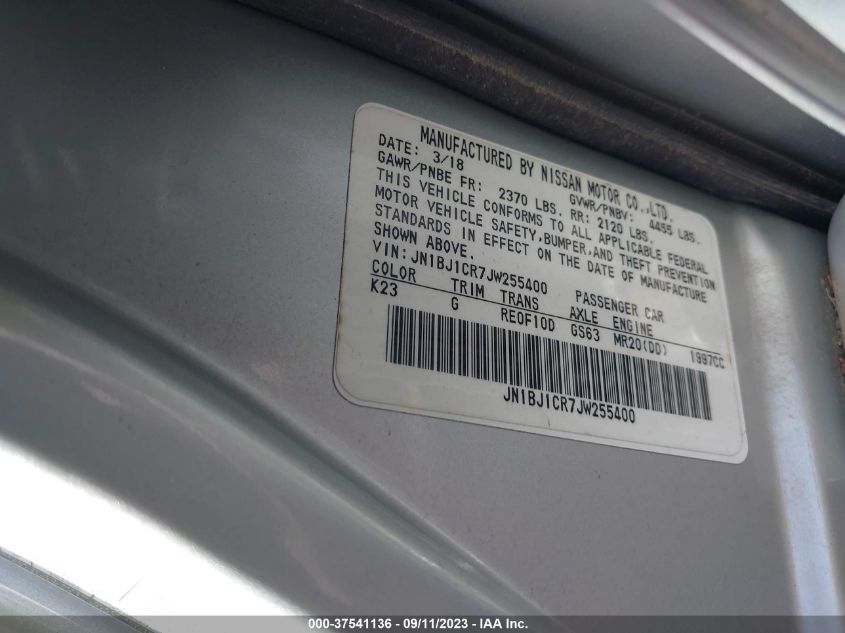 MANUFACTURED BY NISSAN MOTOR CO.,LTD.
DATE: 3/18 GVWR/PNBV: 4455 LBS.
GAWR/PNBE FR: 2370 LBS. RR: 2120 LBS.
THIS VEHICLE CONFORMS TO ALL APPLICABLE FEDERAL
MOTOR VEHICLE SAFETY,BUMPER,AND THEFT PREVENTION
STANDARDS IN EFFECT ON THE DATE OF MANUFACTURE
SHOWN ABOVE.
VIN:JN1BJ1CR7JW255400 PASSENGER CAR
COLOR TRIM TRANS AXLE ENGINE
K23 G RE0F10D GS63 MR20(DD) 1997CC
JN1BJ1CR7JW255400
000-37541136 - 09/11/2023 - © Insurance Auto Auctions, Inc.